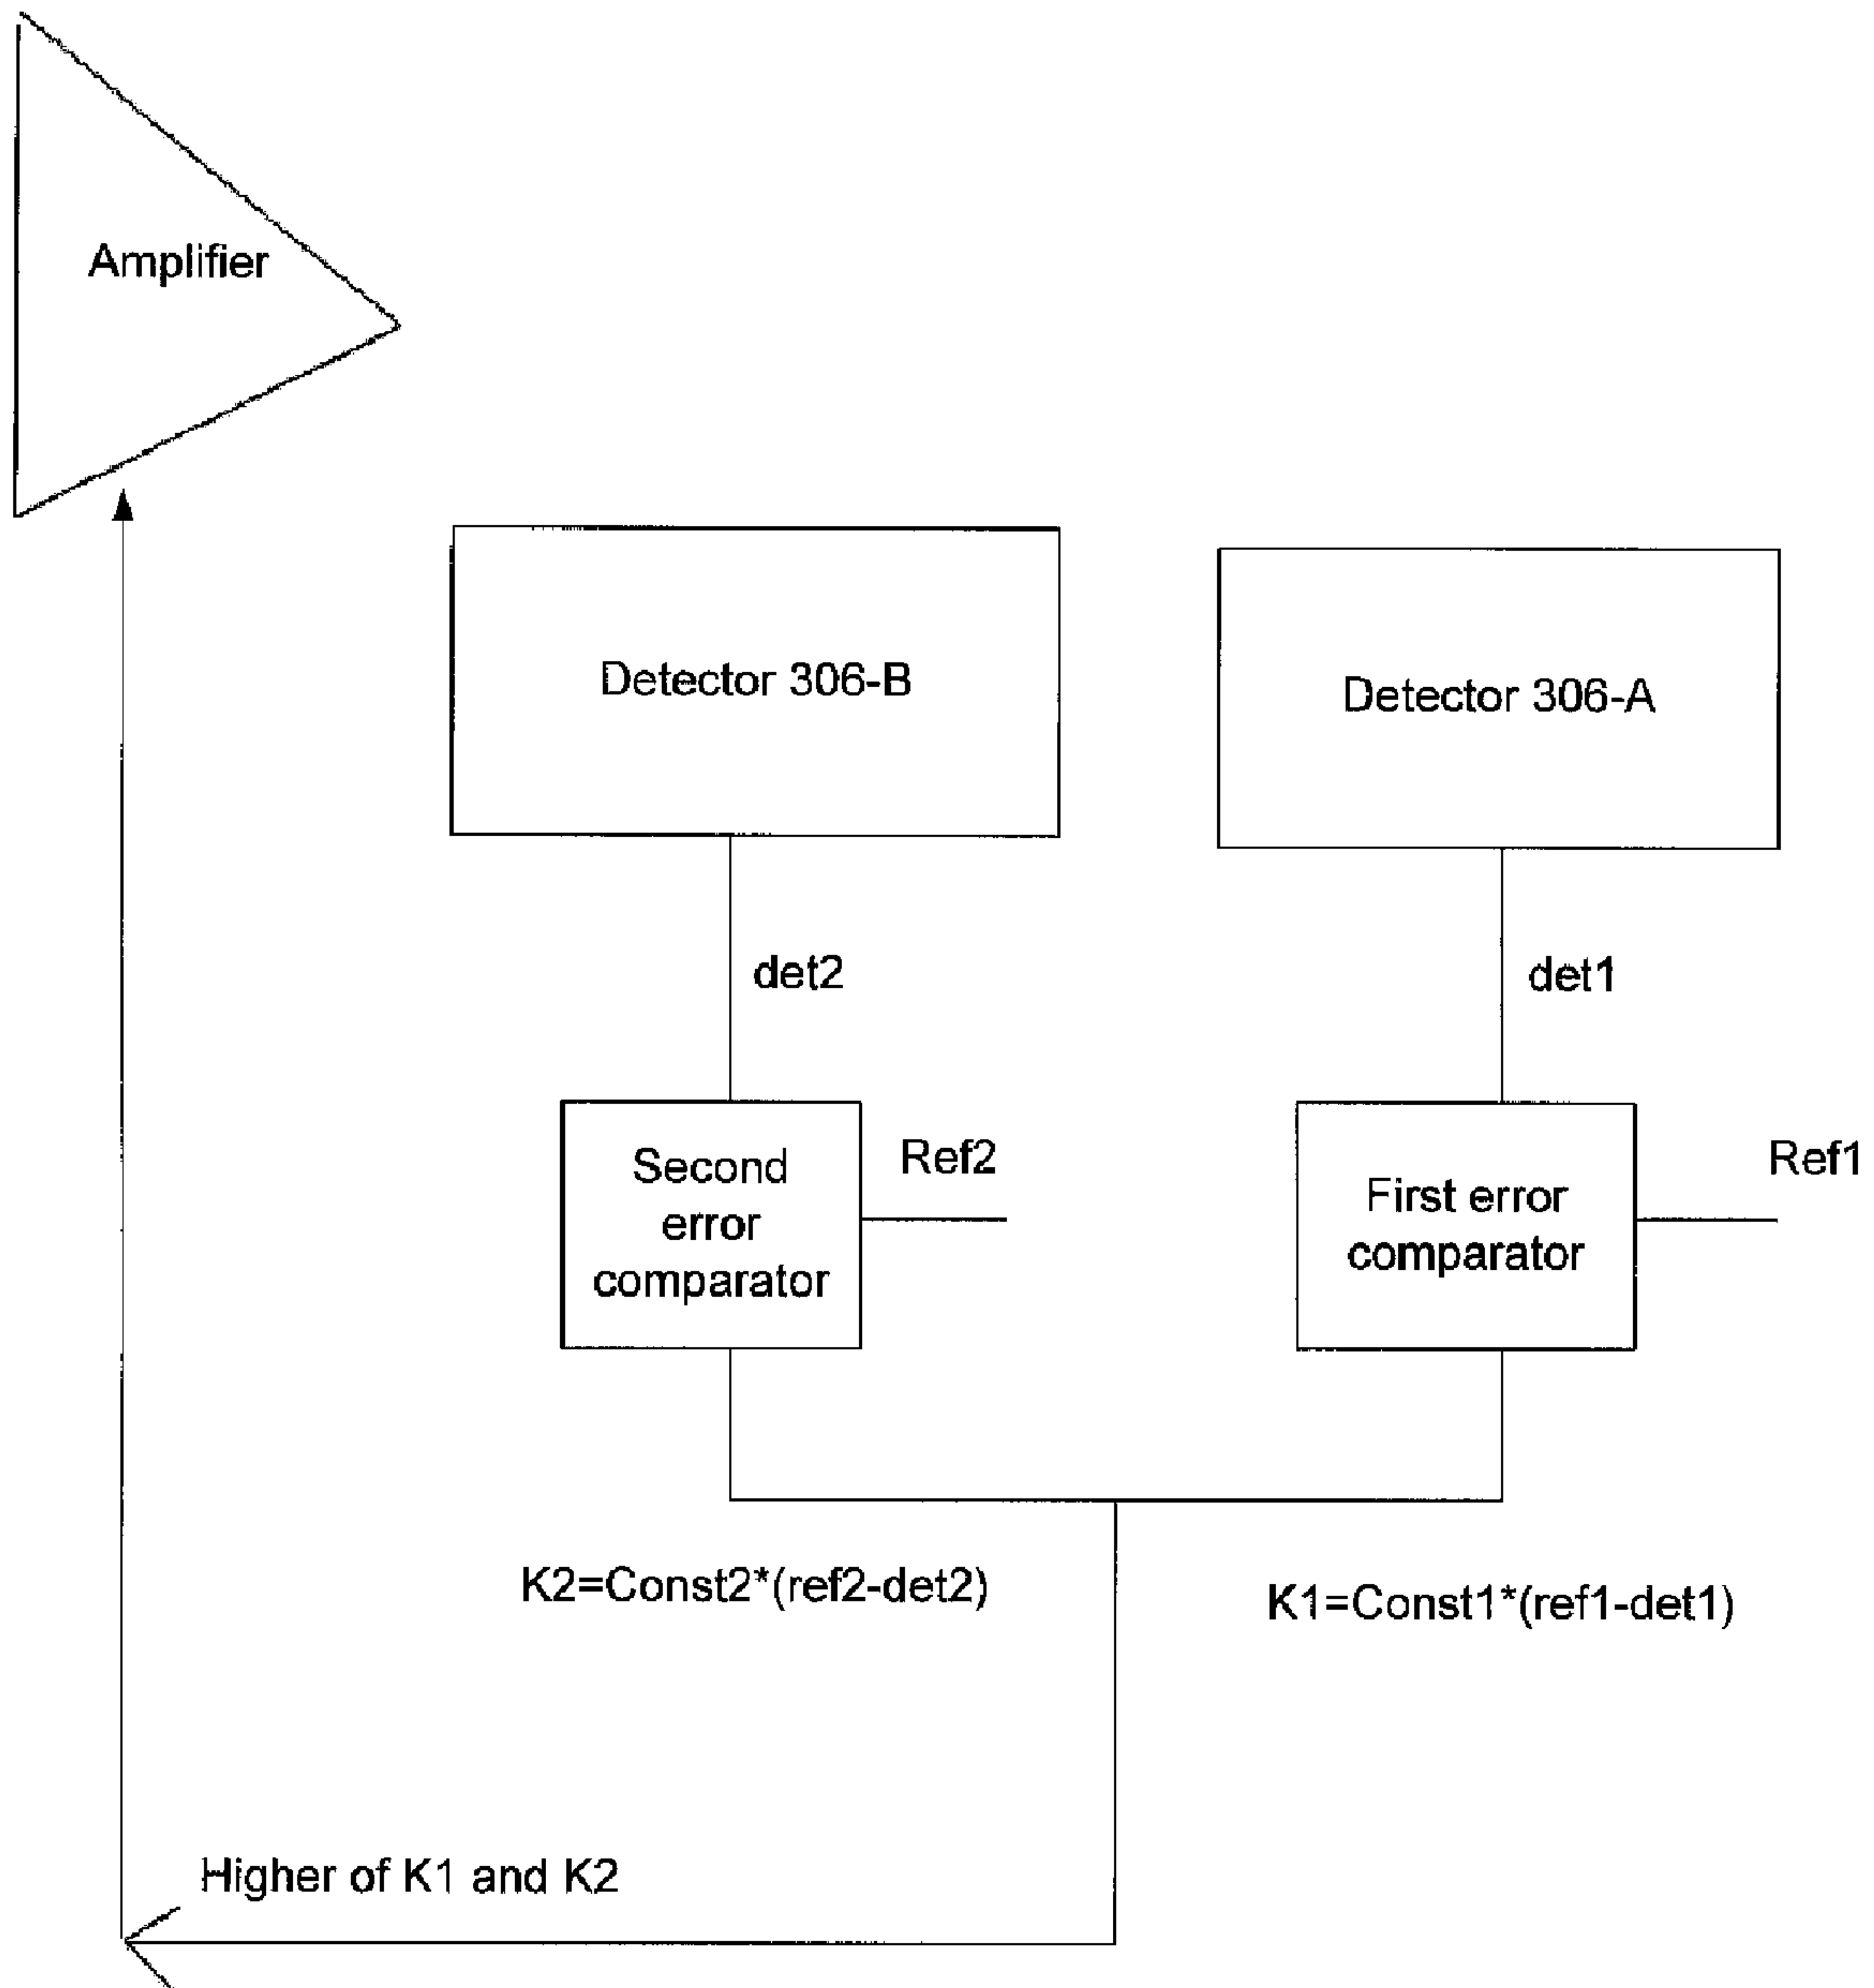 Amplifier
Detector 306-B
Detector 306-A
det2
det1
Second
error
comparator
Ref2
First error
comparator
Ref1
K2=Const2*(ref2-det2)
K1=Const1*(ref1-det1)
Higher of K1 and K2